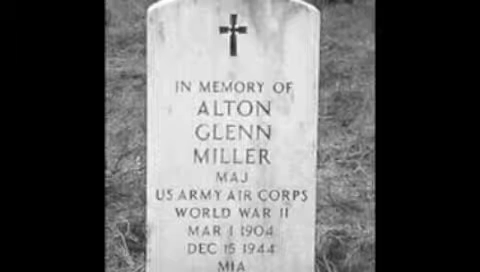 IN MEMORY OF
ALTON
GLENN
MILLER
MAJ
US ARMY AIR CORPS
WORLD WAR II
MAR 1 1904
DEC 15 1944
MIA